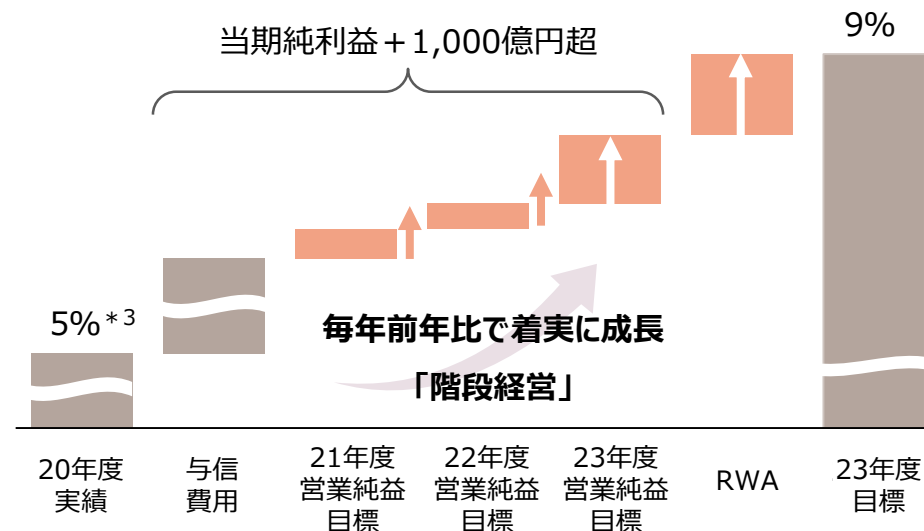 当期純利益＋1,000億円超
9%
5%＊3
毎年前年比で着実に成長
「階段経営」
20年度
実績
与信
費用
21年度
営業純益
目標
22年度
営業純益
目標
23年度
営業純益
目標
RWA
23年度
目標